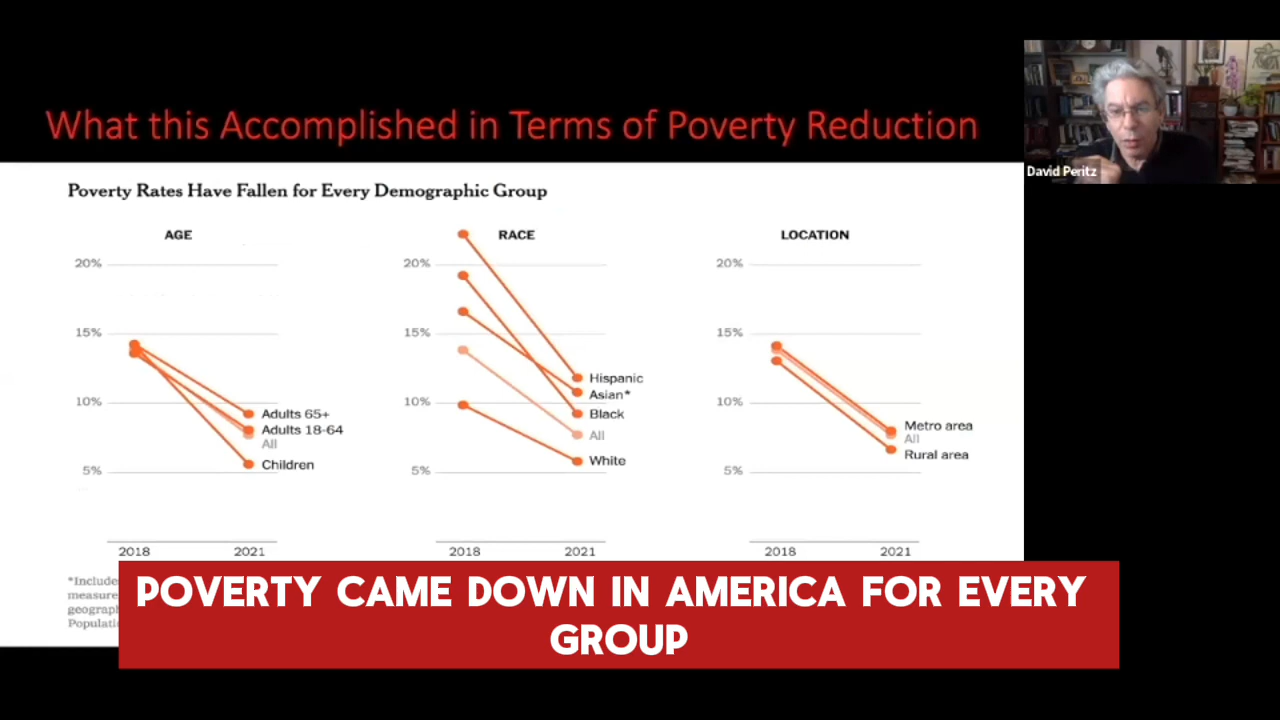 What this Accomplished in Terms of Poverty Reduction
David Peritz
Poverty Rates Have Fallen for Every Demographic Group
AGE
20%
15%
10%
5%
Adults 65+
Adults 18-64
All
Children
2018 2021
RACE
20%
15%
10%
5%
Hispanic
Asian*
Black
All
White
2018 2021
LOCATION
20%
15%
10%
5%
Metro area
All
Rural area
2018 2021
*Include
measure
geograph
Populati
POVERTY CAME DOWN IN AMERICA FOR EVERY
GROUP